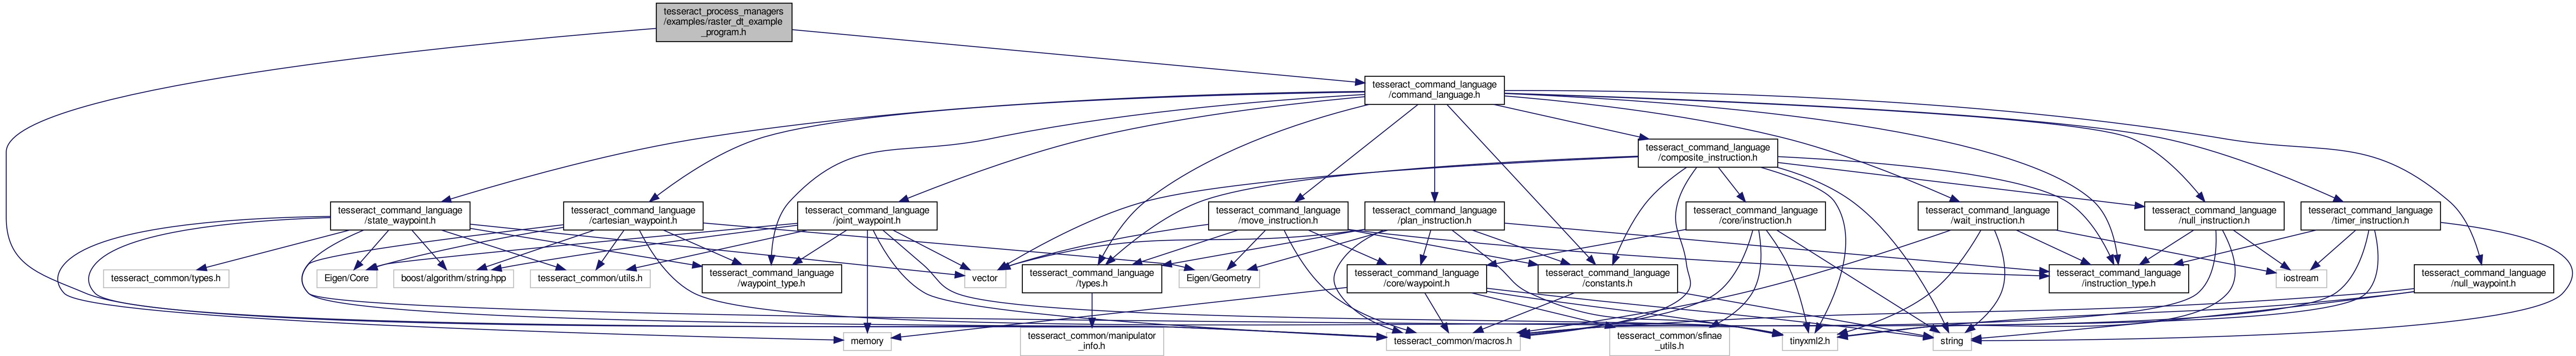 tesseract_process_managers
/examples/raster_dt_example
_program.h
tesseract_command_language
/command_language.h
tesseract_command_language
/composite_instruction.h
tesseract_command_language
/state_waypoint.h
tesseract_command_language
/cartesian_waypoint.h
tesseract_command_language
/joint_waypoint.h
tesseract_command_language
/move_instruction.h
tesseract_command_language
/plan_instruction.h
tesseract_command_language
/core/instruction.h
tesseract_command_language
/wait_instruction.h
tesseract_command_language
/null_instruction.h
tesseract_command_language
/timer_instruction.h
tesseract_common/types.h
Eigen/Core
boost/algorithm/string.hpp
tesseract_common/utils.h
tesseract_command_language
/waypoint_type.h
vector
tesseract_command_language
/types.h
Eigen/Geometry
tesseract_command_language
/core/waypoint.h
tesseract_command_language
/constants.h
tesseract_command_language
/instruction_type.h
iostream
tesseract_command_language
/null_waypoint.h
memory
tesseract_common/manipulator
_info.h
tesseract_common/macros.h
tesseract_common/sfinae
_utils.h
tinyxml2.h
string